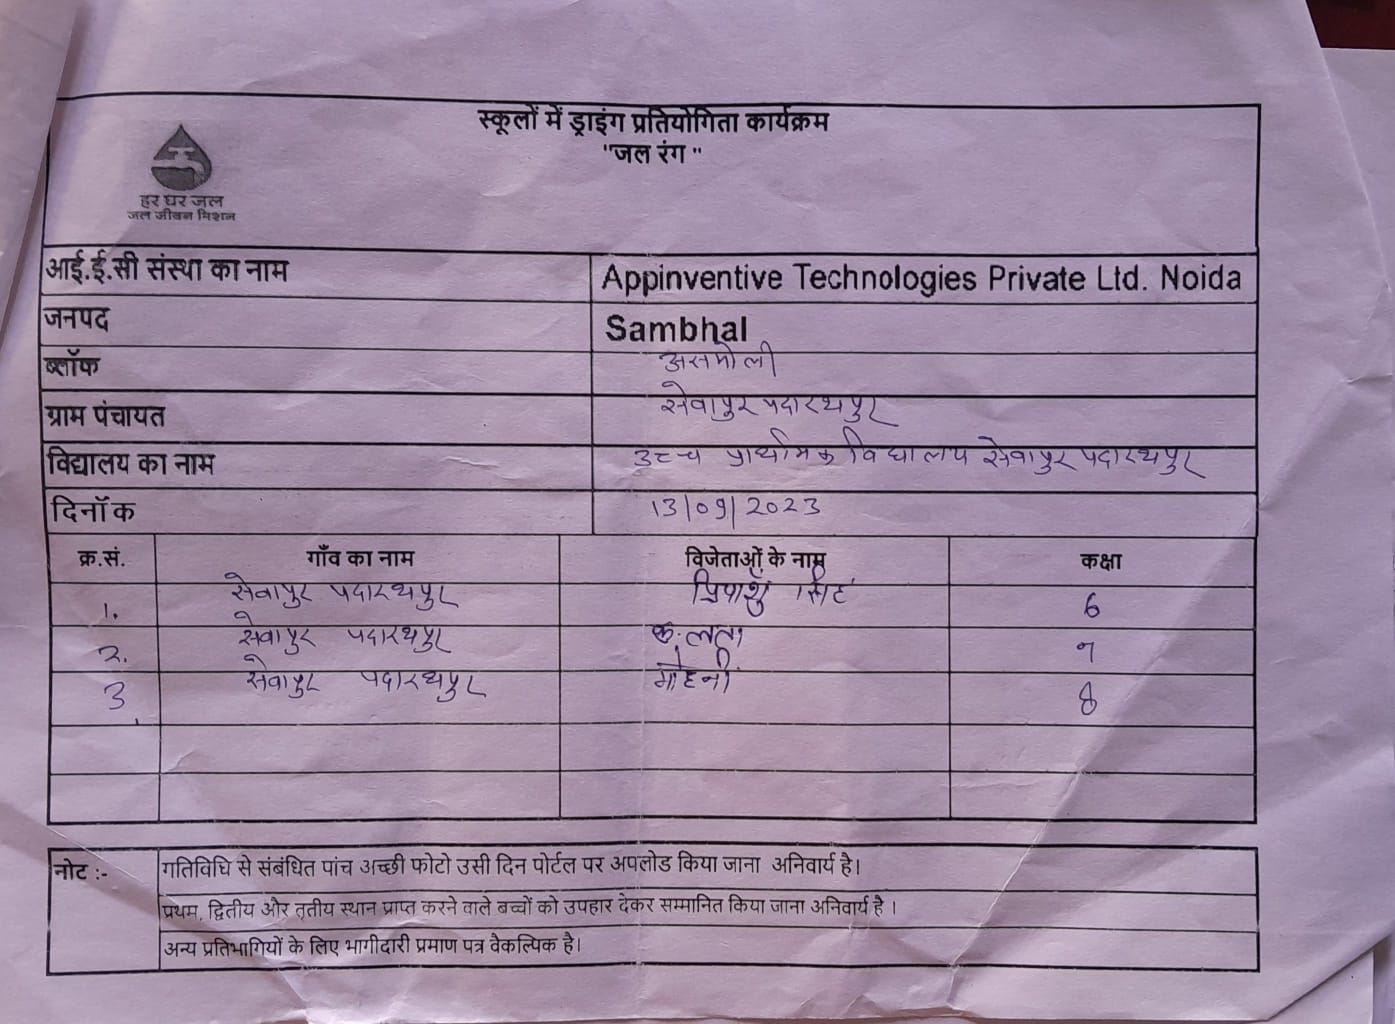 स्कूलों में ड्राइंग प्रतियोगिता कार्यक्रम
"जल रंग "
हर घर जल
जल जीवन मिशन
आई.ई.सी संस्था का नाम Appinventive Technologies Private Ltd. Noida
जनपद Sambhal
ब्लॉक असमोली
ग्राम पंचायत सेवापुर पदारथपुर
विद्यालय का नाम उच्च प्राथमिक विद्यालय सेवापुर पदारथपुर
दिनॉक 13/09/2023
क्र.सं. गाँव का नाम विजेताओं के नाम कक्षा
1. सेवापुर पदारथपुर प्रियांशु सिंह 6
2. सेवापुर पदारथपुर कु. लता 7
3. सेवापुर पदारथपुर मोहनी 8
नोट :- गतिविधि से संबंधित पांच अच्छी फोटो उसी दिन पोर्टल पर अपलोड किया जाना अनिवार्य है।
प्रथम, द्वितीय और तृतीय स्थान प्राप्त करने वाले बच्चों को उपहार देकर सम्मानित किया जाना अनिवार्य है ।
अन्य प्रतिभागियों के लिए भागीदारी प्रमाण पत्र वैकल्पिक है।